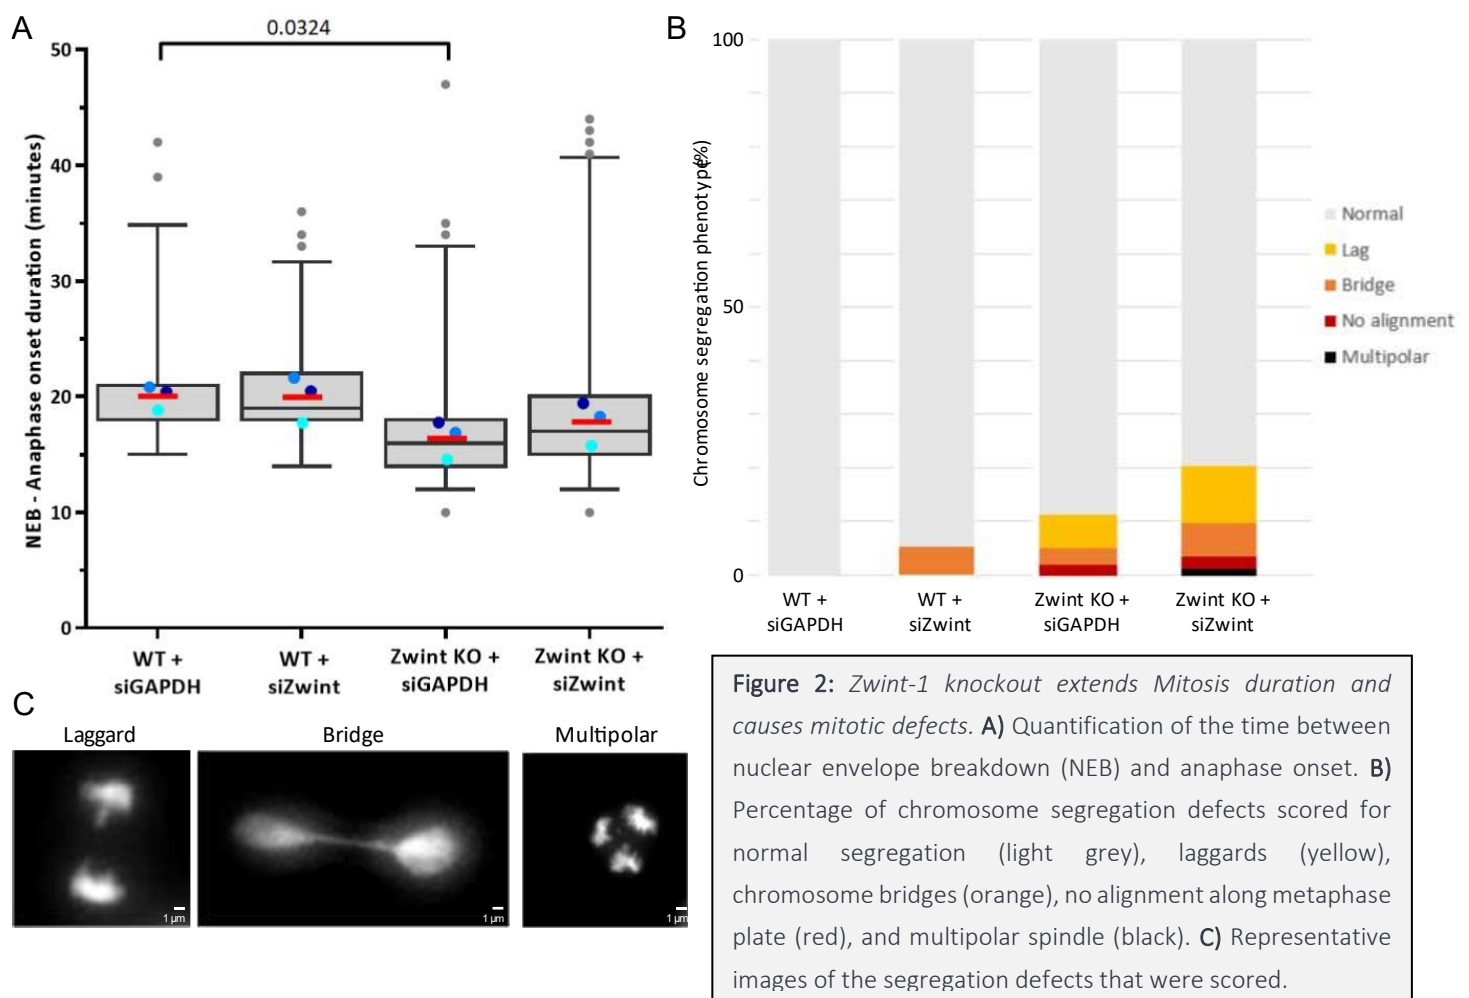 A
0.0324
50
40
30
20
10
0
NEB - Anaphase onset duration (minutes)
WT +
siGAPDH
WT +
siZwint
Zwint KO +
siGAPDH
Zwint KO +
siZwint
B
100
50
0
Chromosome segregation phenotype(%)
WT +
siGAPDH
WT +
siZwint
Zwint KO +
siGAPDH
Zwint KO +
siZwint
Normal
Lag
Bridge
No alignment
Multipolar
C
Laggard
Bridge
Multipolar
1 µm
1 µm
1 µm
Figure 2: Zwint-1 knockout extends Mitosis duration and
causes mitotic defects. A) Quantification of the time between
nuclear envelope breakdown (NEB) and anaphase onset. B)
Percentage of chromosome segregation defects scored for
normal segregation (light grey), laggards (yellow),
chromosome bridges (orange), no alignment along metaphase
plate (red), and multipolar spindle (black). C) Representative
images of the segregation defects that were scored.